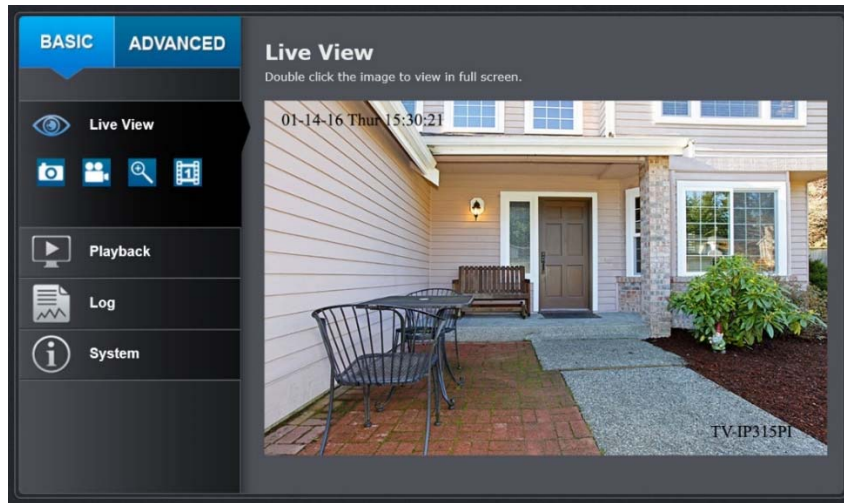 BASIC ADVANCED
Live View
Double click the image to view in full screen.
Live View
01-14-16 Thur 15:30:21
1
Playback
Log
System
TV-IP315PI